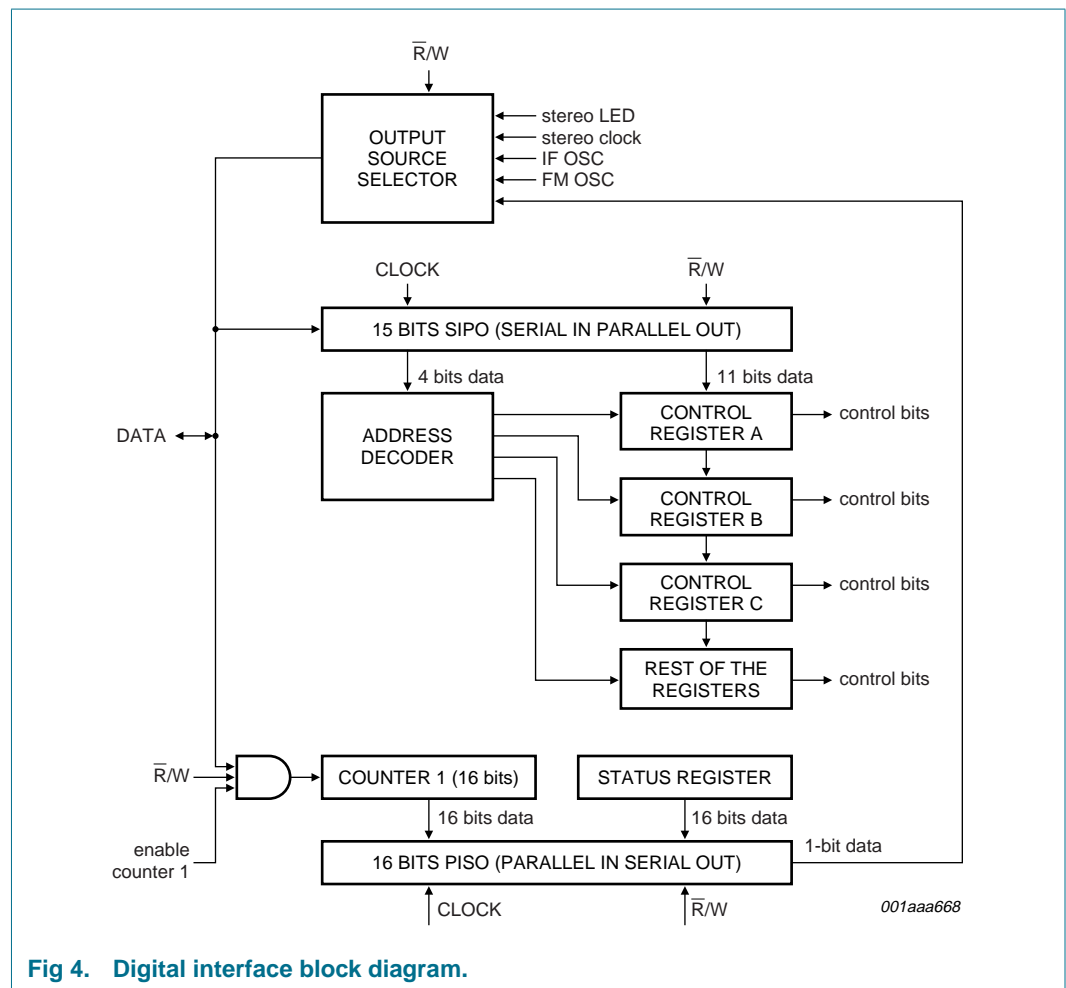 R̅/W
OUTPUT
SOURCE
SELECTOR
stereo LED
stereo clock
IF OSC
FM OSC
CLOCK
R̅/W
15 BITS SIPO (SERIAL IN PARALLEL OUT)
4 bits data
11 bits data
DATA
ADDRESS
DECODER
CONTROL
REGISTER A
control bits
CONTROL
REGISTER B
control bits
CONTROL
REGISTER C
control bits
REST OF THE
REGISTERS
control bits
R̅/W
enable
counter 1
COUNTER 1 (16 bits)
STATUS REGISTER
16 bits data
16 bits data
16 BITS PISO (PARALLEL IN SERIAL OUT)
1-bit data
CLOCK
R̅/W
001aaa668
Fig 4. Digital interface block diagram.